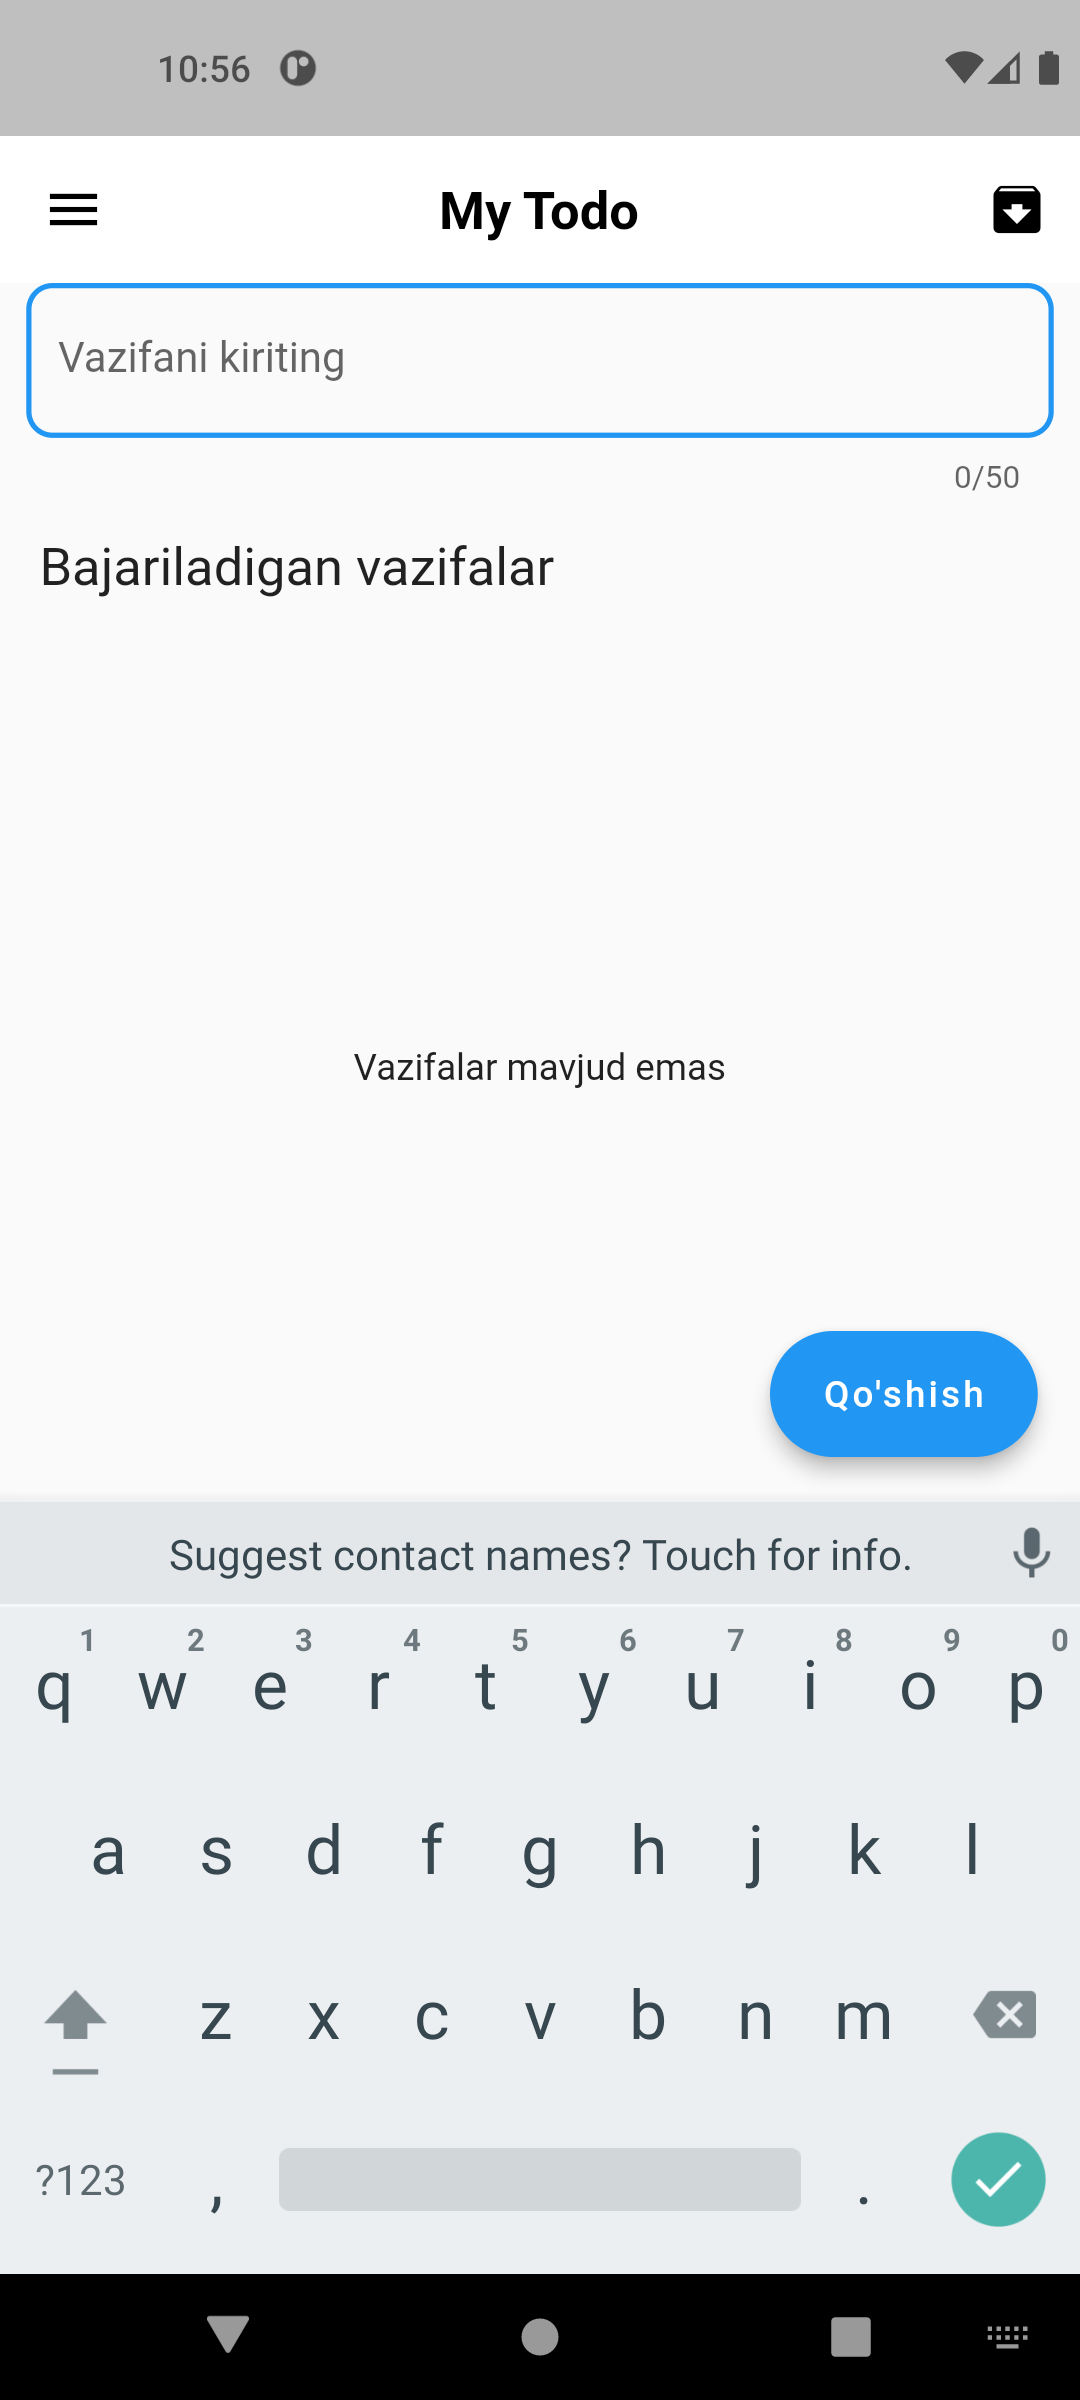 10:56
My Todo
Vazifani kiriting
0/50
Bajariladigan vazifalar
Vazifalar mavjud emas
Qo'shish
Suggest contact names? Touch for info.
1 2 3 4 5 6 7 8 9 0
q w e r t y u i o p
a s d f g h j k l
z x c v b n m
?123 , .